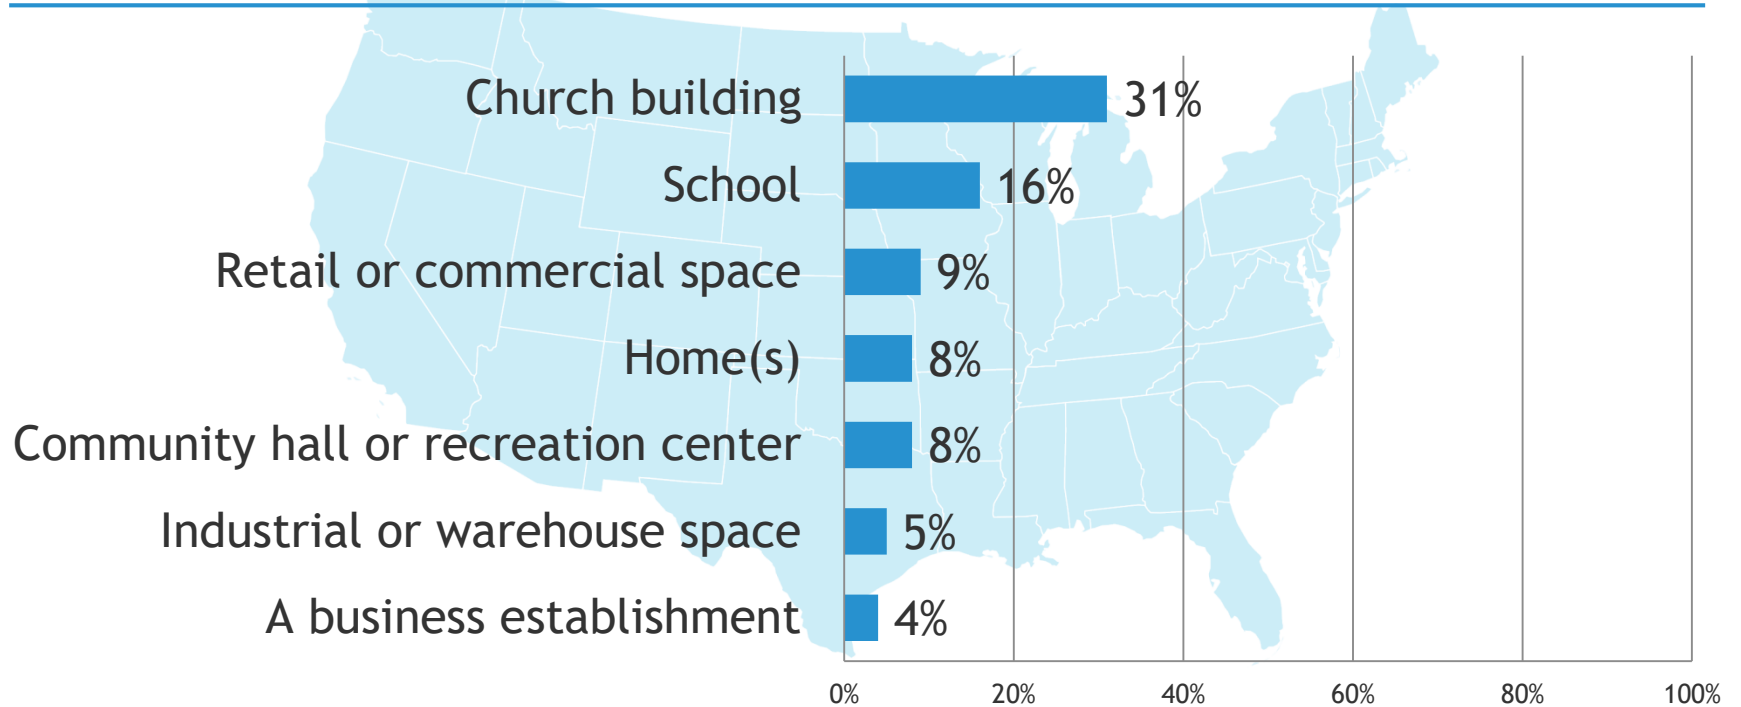 Church building 31%
School 16%
Retail or commercial space 9%
Home(s) 8%
Community hall or recreation center 8%
Industrial or warehouse space 5%
A business establishment 4%
0% 20% 40% 60% 80% 100%